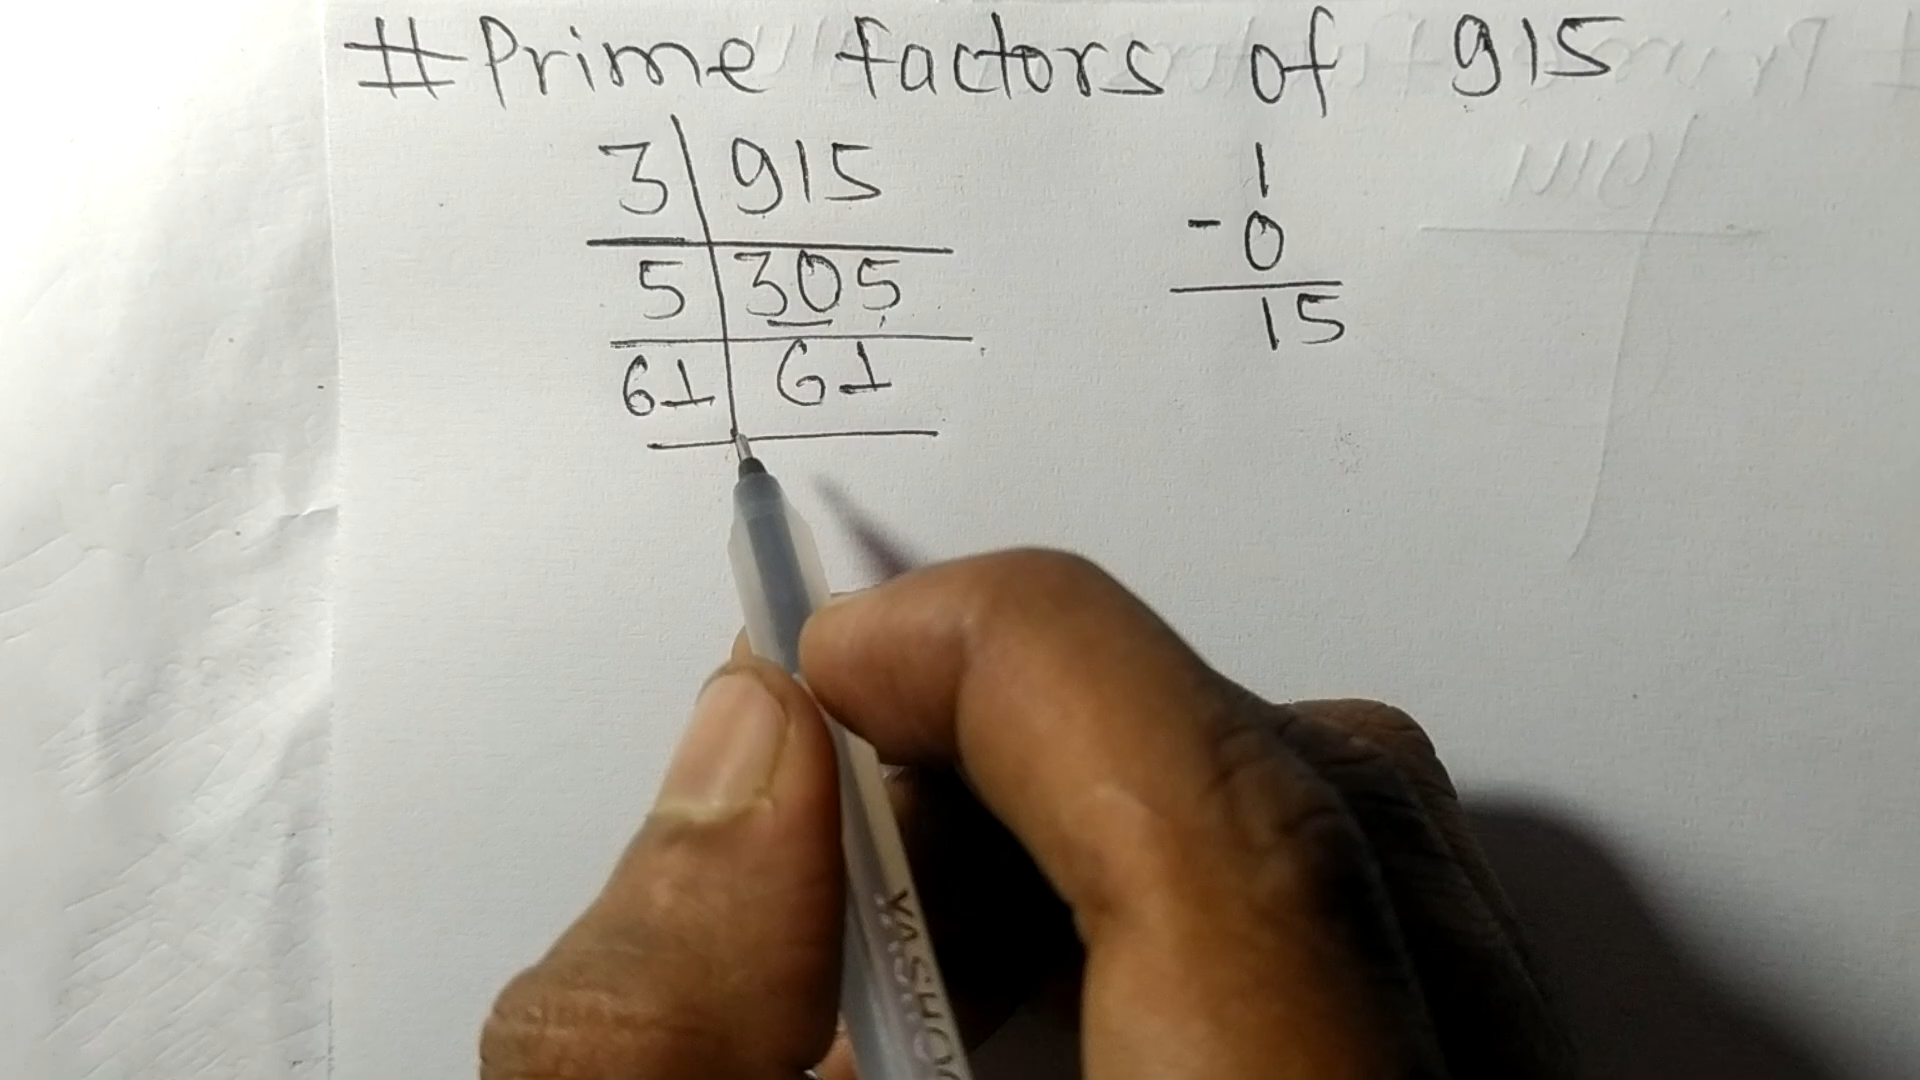 #Prime factors of 915
3 | 915
5 | 305
61 | 61
1
- 0
15